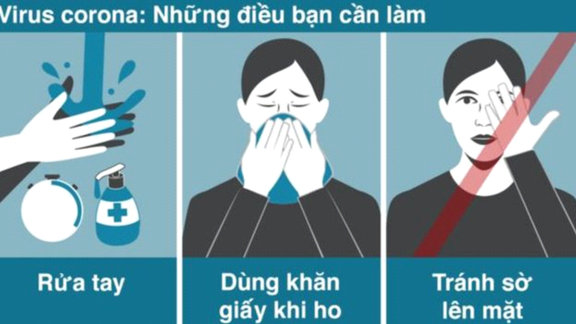 Virus corona: Những điều bạn cần làm
Rửa tay
Dùng khăn
giấy khi ho
Tránh sờ
lên mặt